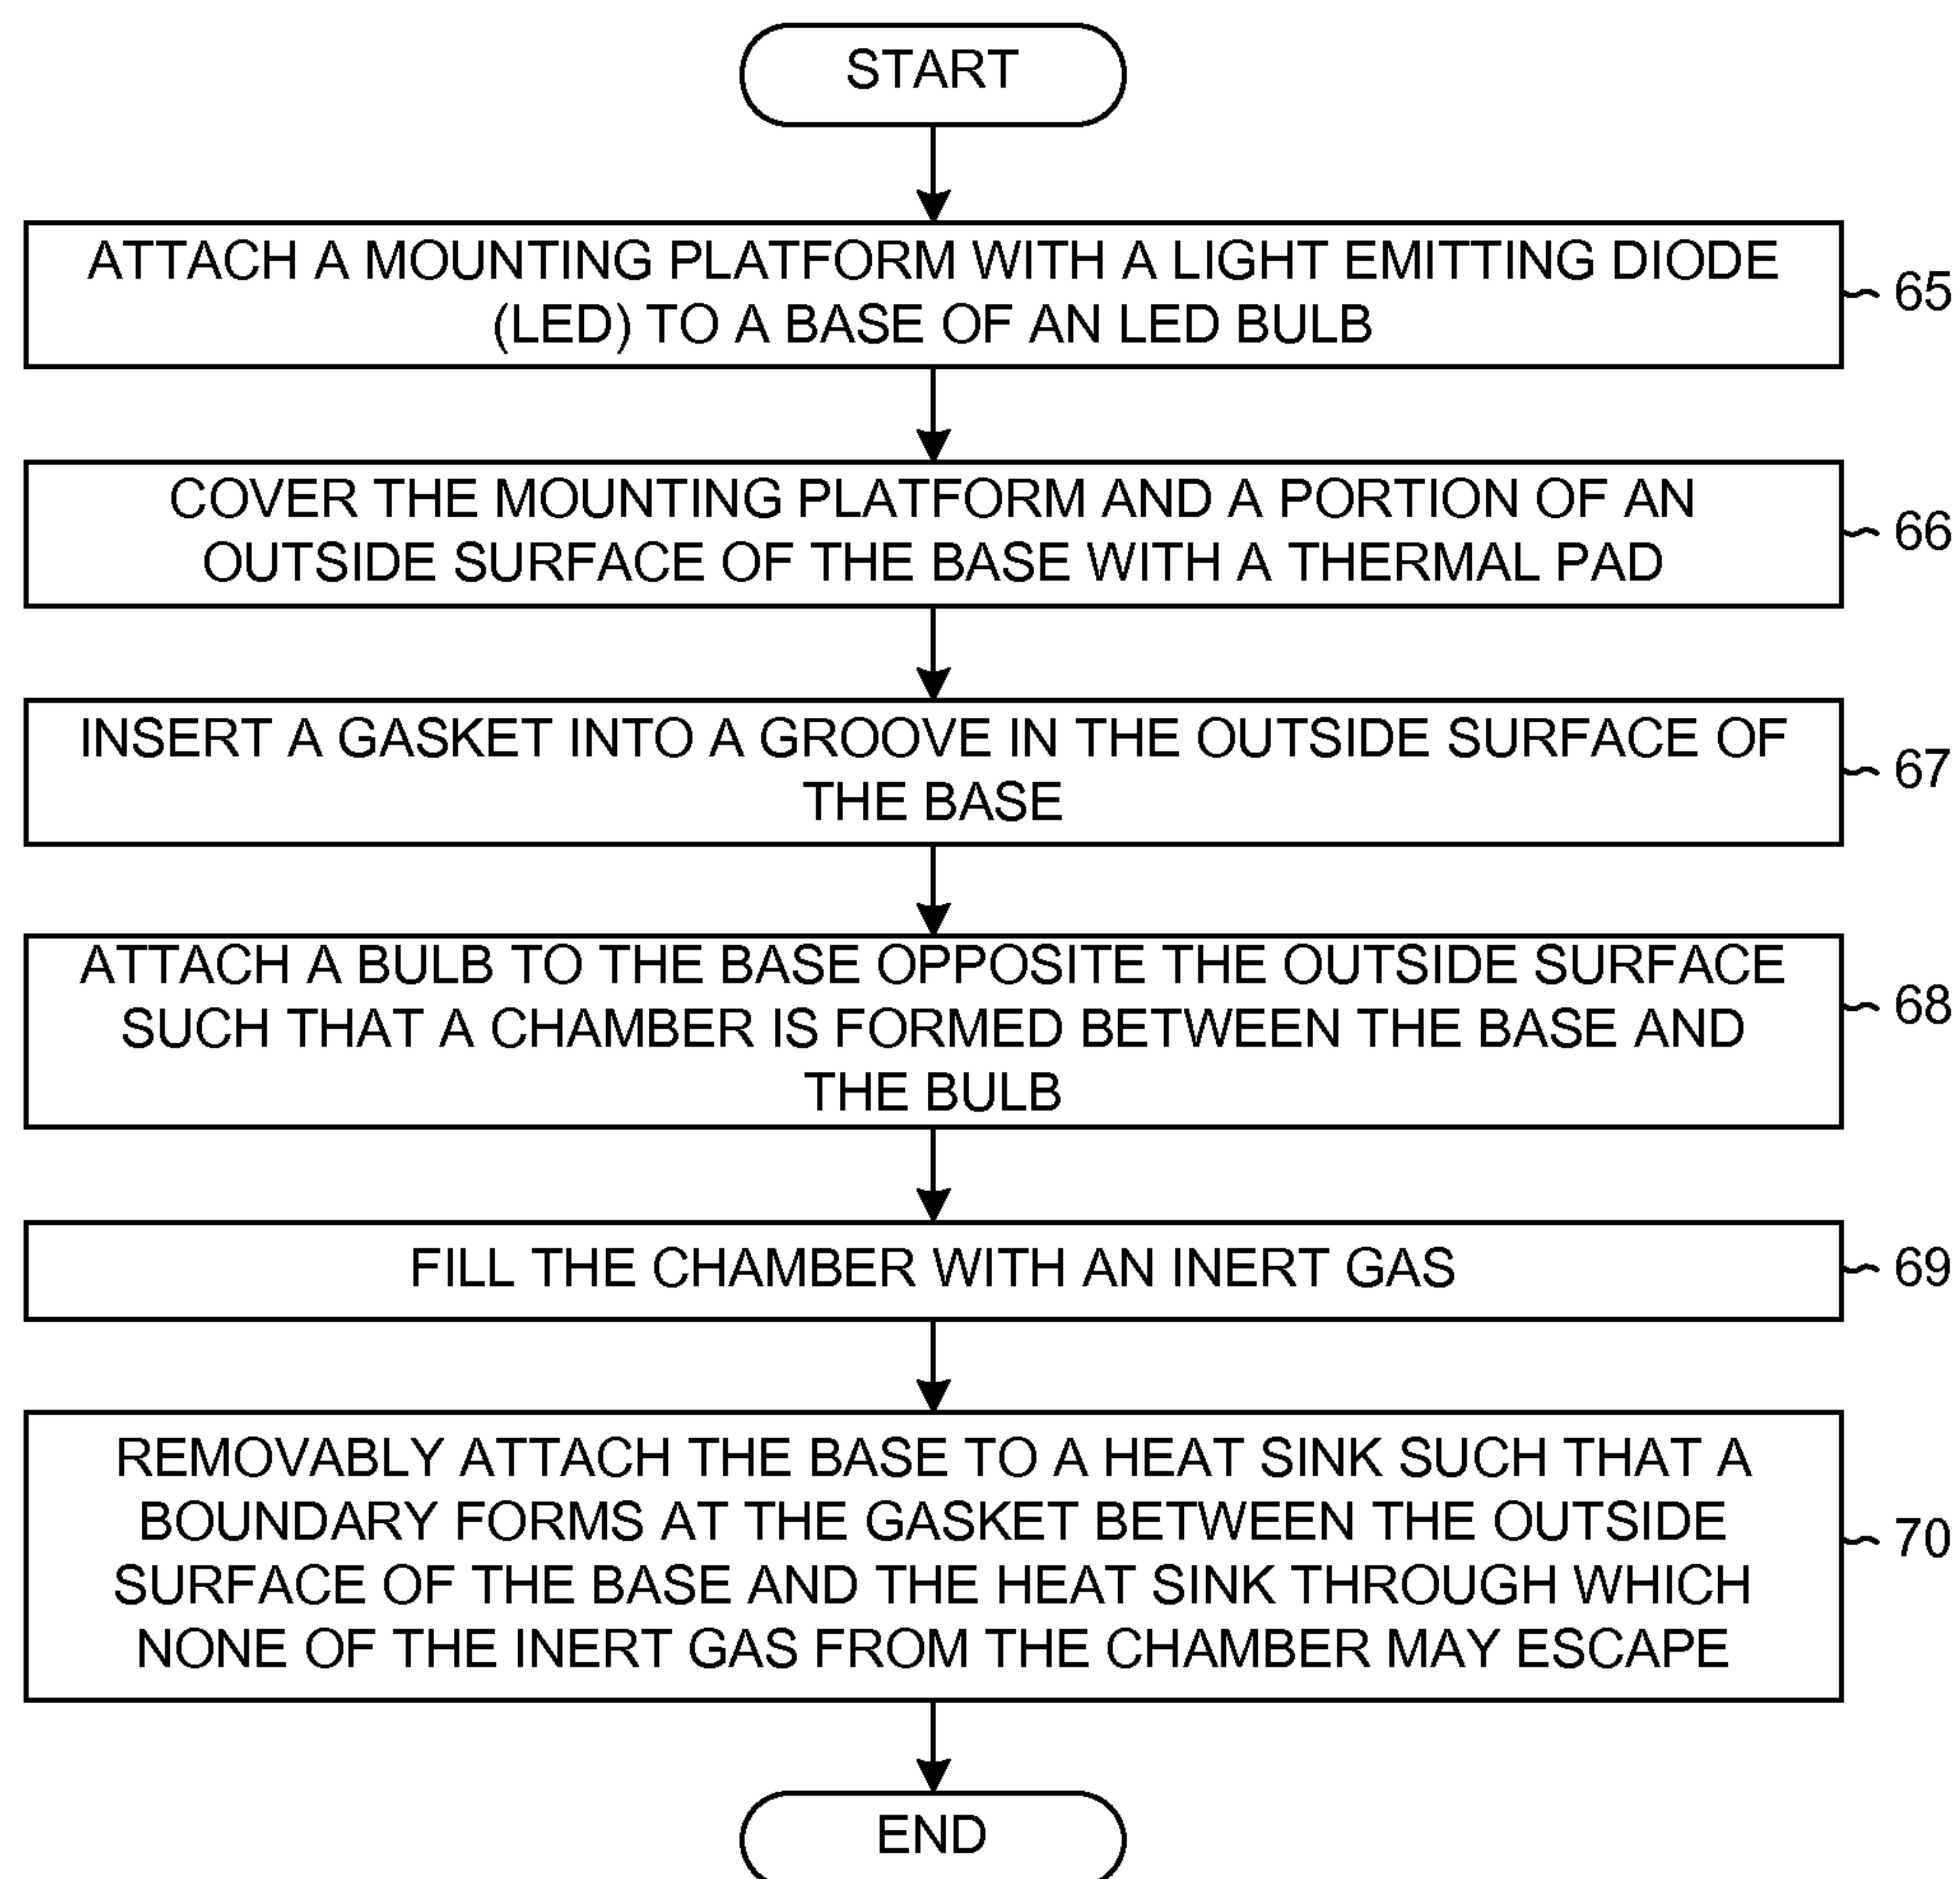 START
ATTACH A MOUNTING PLATFORM WITH A LIGHT EMITTING DIODE
(LED) TO A BASE OF AN LED BULB
65
COVER THE MOUNTING PLATFORM AND A PORTION OF AN
OUTSIDE SURFACE OF THE BASE WITH A THERMAL PAD
66
INSERT A GASKET INTO A GROOVE IN THE OUTSIDE SURFACE OF
THE BASE
67
ATTACH A BULB TO THE BASE OPPOSITE THE OUTSIDE SURFACE
SUCH THAT A CHAMBER IS FORMED BETWEEN THE BASE AND
THE BULB
68
FILL THE CHAMBER WITH AN INERT GAS
69
REMOVABLY ATTACH THE BASE TO A HEAT SINK SUCH THAT A
BOUNDARY FORMS AT THE GASKET BETWEEN THE OUTSIDE
SURFACE OF THE BASE AND THE HEAT SINK THROUGH WHICH
NONE OF THE INERT GAS FROM THE CHAMBER MAY ESCAPE
70
END